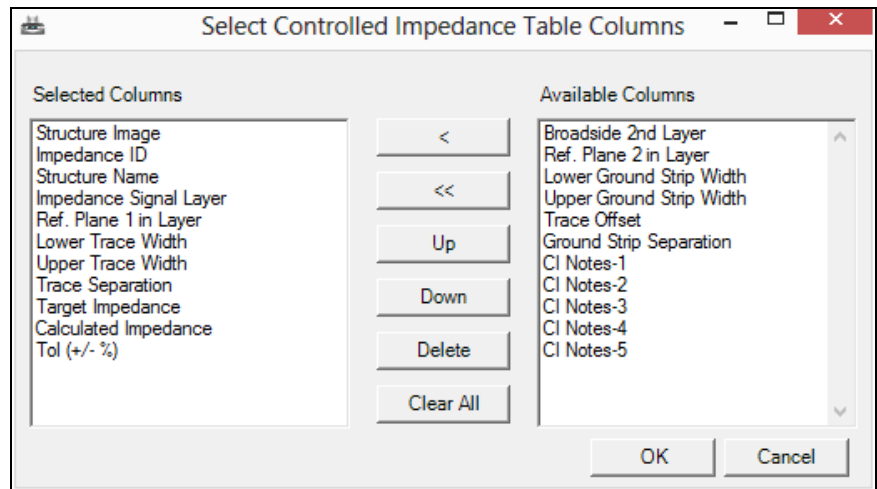 Select Controlled Impedance Table Columns
Selected Columns
Structure Image
Impedance ID
Structure Name
Impedance Signal Layer
Ref. Plane 1 in Layer
Lower Trace Width
Upper Trace Width
Trace Separation
Target Impedance
Calculated Impedance
Tol (+/- %)
<
<<
Up
Down
Delete
Clear All
Available Columns
Broadside 2nd Layer
Ref. Plane 2 in Layer
Lower Ground Strip Width
Upper Ground Strip Width
Trace Offset
Ground Strip Separation
CI Notes-1
CI Notes-2
CI Notes-3
CI Notes-4
CI Notes-5
OK
Cancel